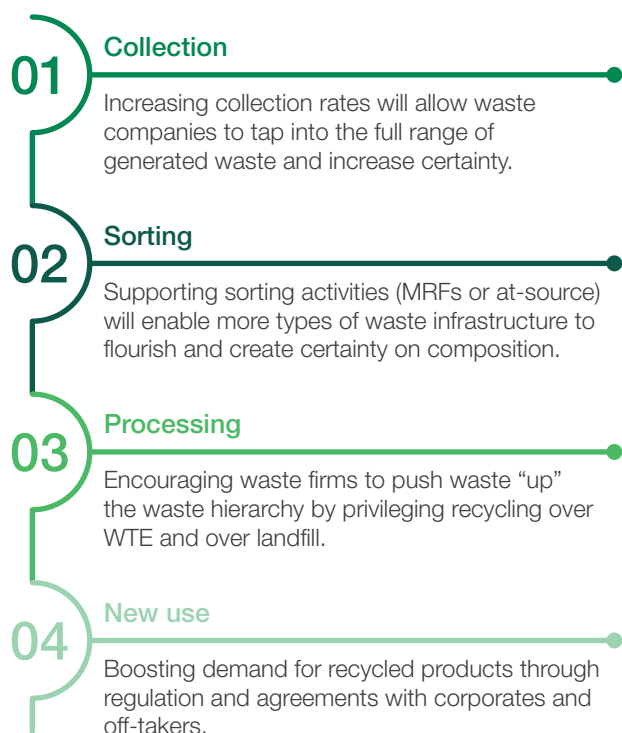 01
Collection
Increasing collection rates will allow waste
companies to tap into the full range of
generated waste and increase certainty.
02
Sorting
Supporting sorting activities (MRFs or at-source)
will enable more types of waste infrastructure to
flourish and create certainty on composition.
03
Processing
Encouraging waste firms to push waste “up”
the waste hierarchy by privileging recycling over
WTE and over landfill.
04
New use
Boosting demand for recycled products through
regulation and agreements with corporates and
off-takers.